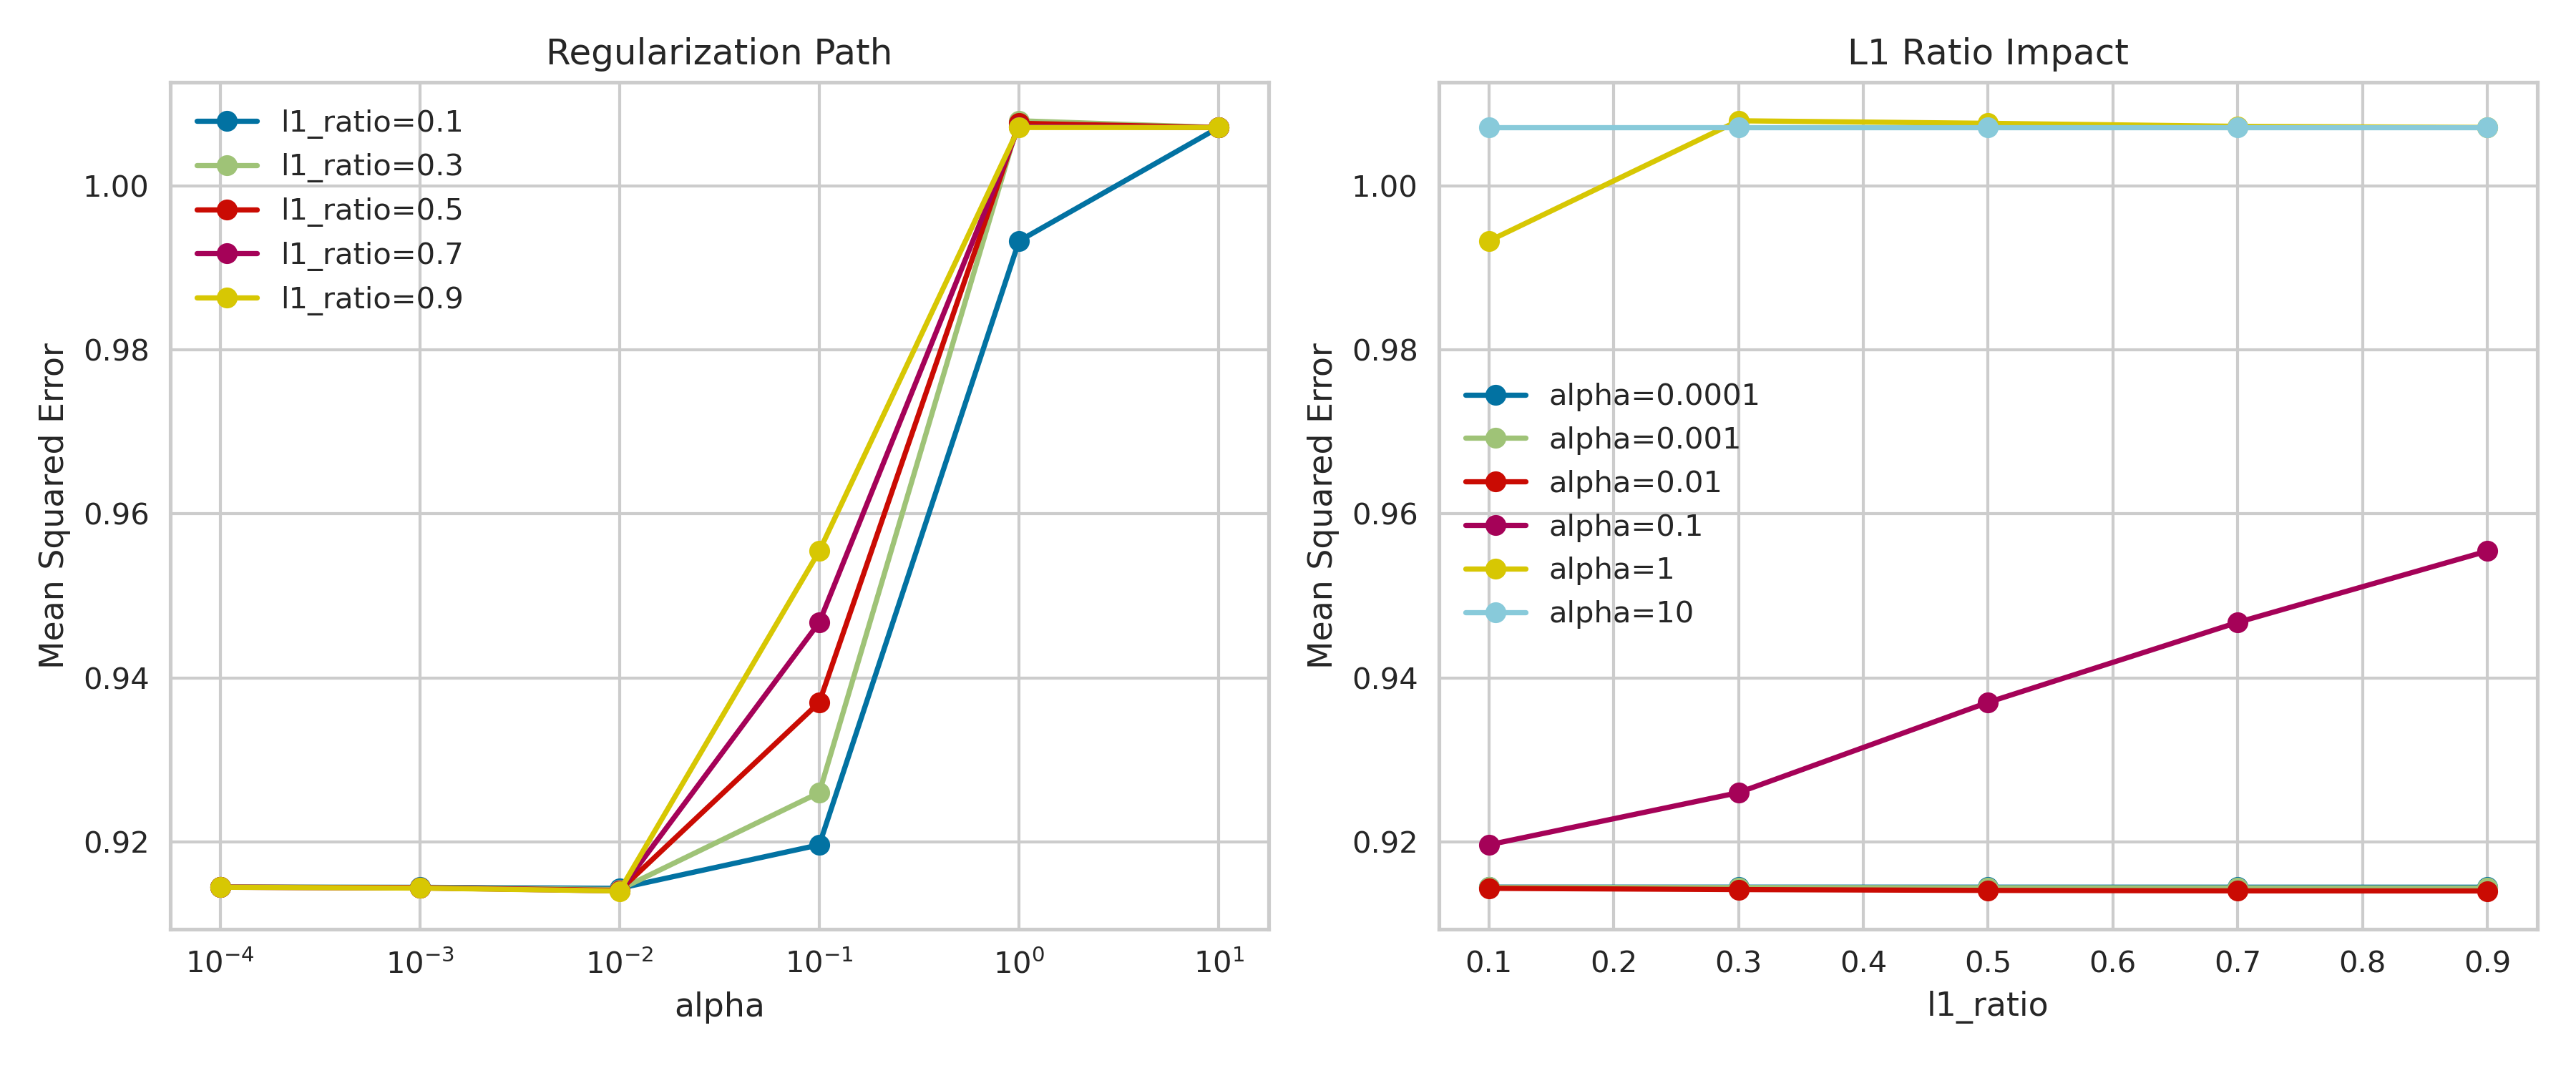 Regularization Path
l1_ratio=0.1
l1_ratio=0.3
l1_ratio=0.5
l1_ratio=0.7
l1_ratio=0.9
1.00
0.98
0.96
0.94
0.92
Mean Squared Error
10⁻⁴ 10⁻³ 10⁻² 10⁻¹ 10⁰ 10¹
alpha
L1 Ratio Impact
1.00
0.98
0.96
0.94
0.92
Mean Squared Error
alpha=0.0001
alpha=0.001
alpha=0.01
alpha=0.1
alpha=1
alpha=10
0.1 0.2 0.3 0.4 0.5 0.6 0.7 0.8 0.9
l1_ratio